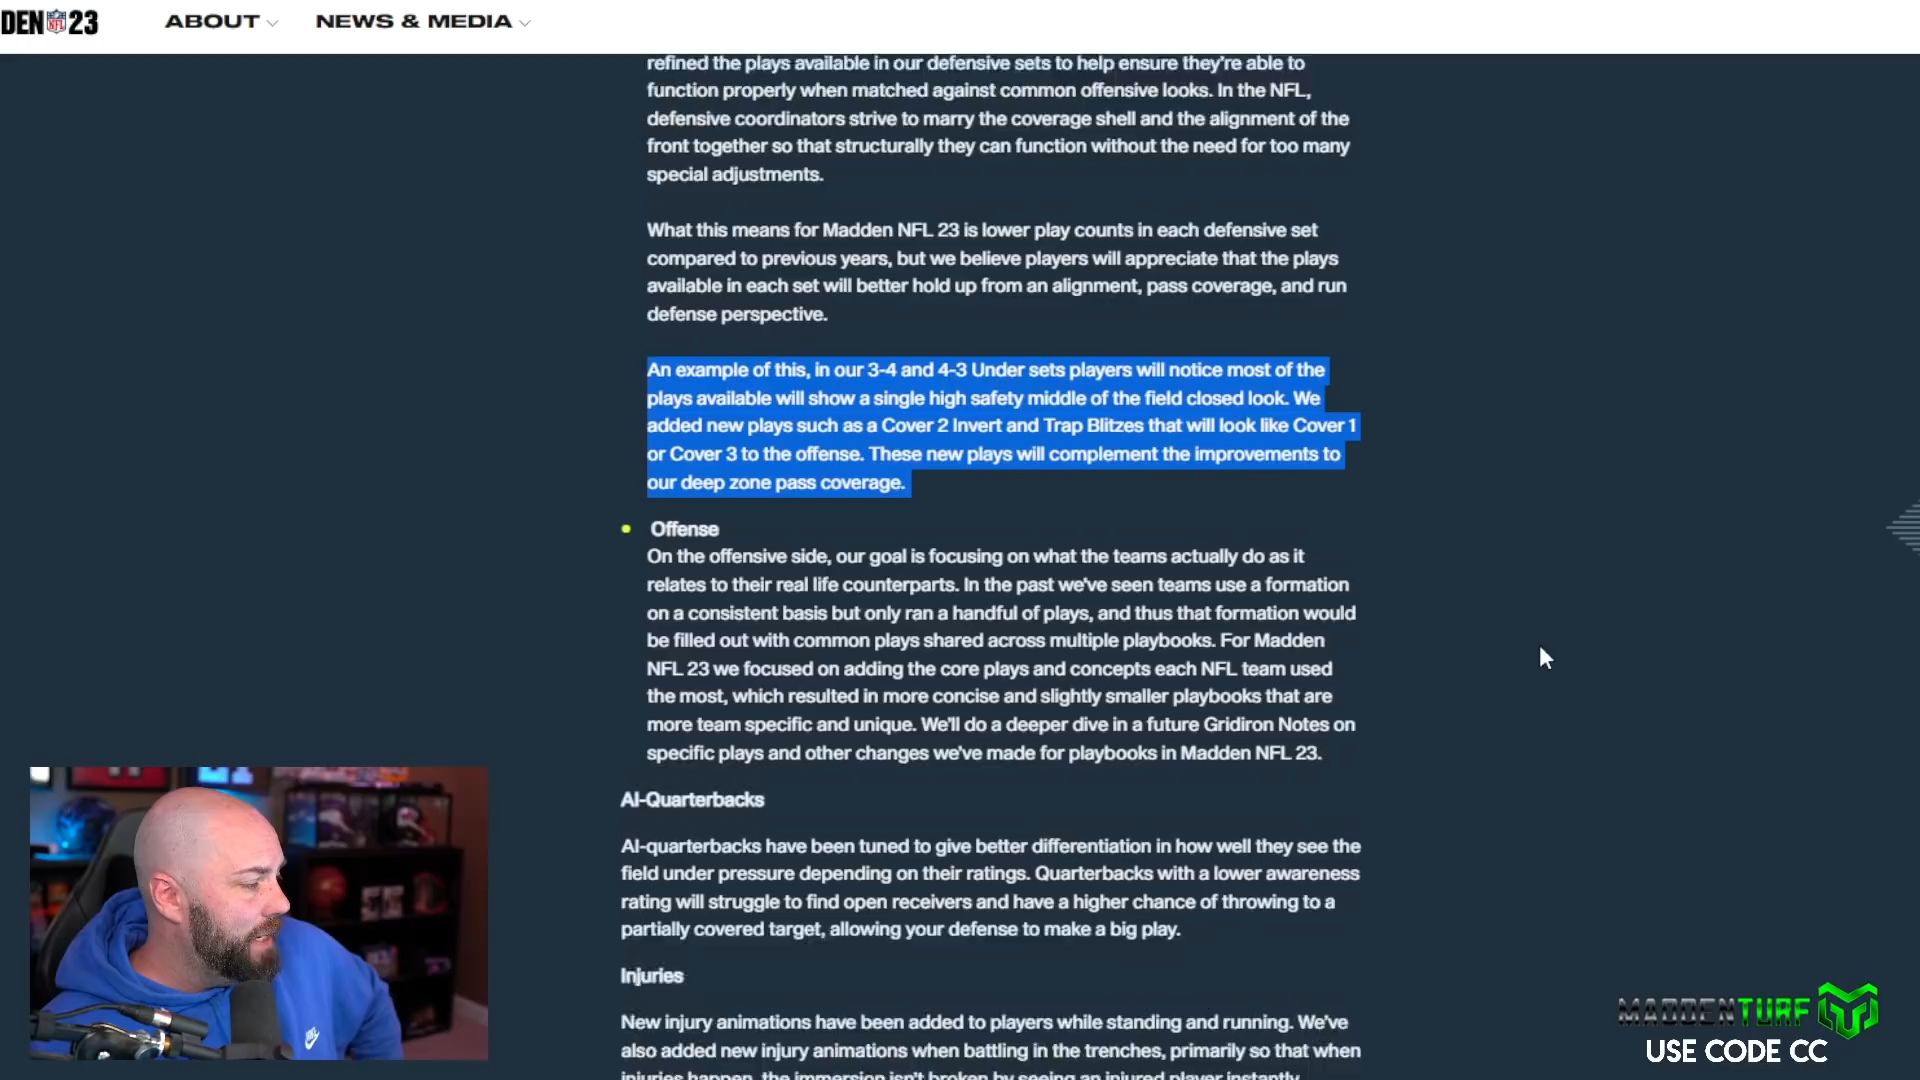 DEN NFL 23
ABOUT
NEWS & MEDIA
refined the plays available in our defensive sets to help ensure they're able to
function properly when matched against common offensive looks. In the NFL,
defensive coordinators strive to marry the coverage shell and the alignment of the
front together so that structurally they can function without the need for too many
special adjustments.
What this means for Madden NFL 23 is lower play counts in each defensive set
compared to previous years, but we believe players will appreciate that the plays
available in each set will better hold up from an alignment, pass coverage, and run
defense perspective.
An example of this, in our 3-4 and 4-3 Under sets players will notice most of the
plays available will show a single high safety middle of the field closed look. We
added new plays such as a Cover 2 Invert and Trap Blitzes that will look like Cover 1
or Cover 3 to the offense. These new plays will complement the improvements to
our deep zone pass coverage.
• Offense
On the offensive side, our goal is focusing on what the teams actually do as it
relates to their real life counterparts. In the past we've seen teams use a formation
on a consistent basis but only ran a handful of plays, and thus that formation would
be filled out with common plays shared across multiple playbooks. For Madden
NFL 23 we focused on adding the core plays and concepts each NFL team used
the most, which resulted in more concise and slightly smaller playbooks that are
more team specific and unique. We'll do a deeper dive in a future Gridiron Notes on
specific plays and other changes we've made for playbooks in Madden NFL 23.
AI-Quarterbacks
AI-quarterbacks have been tuned to give better differentiation in how well they see the
field under pressure depending on their ratings. Quarterbacks with a lower awareness
rating will struggle to find open receivers and have a higher chance of throwing to a
partially covered target, allowing your defense to make a big play.
Injuries
New injury animations have been added to players while standing and running. We've
also added new injury animations when battling in the trenches, primarily so that when
injuries happen, the immersion isn't broken by seeing an injured player instantly
MADDENTURF
USE CODE CC